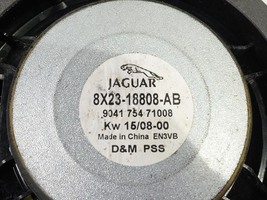 JAGUAR
8X23-18808-AB
9041 754 71008
Kw 15/08-00
Made in China EN3VB
D&M PSS